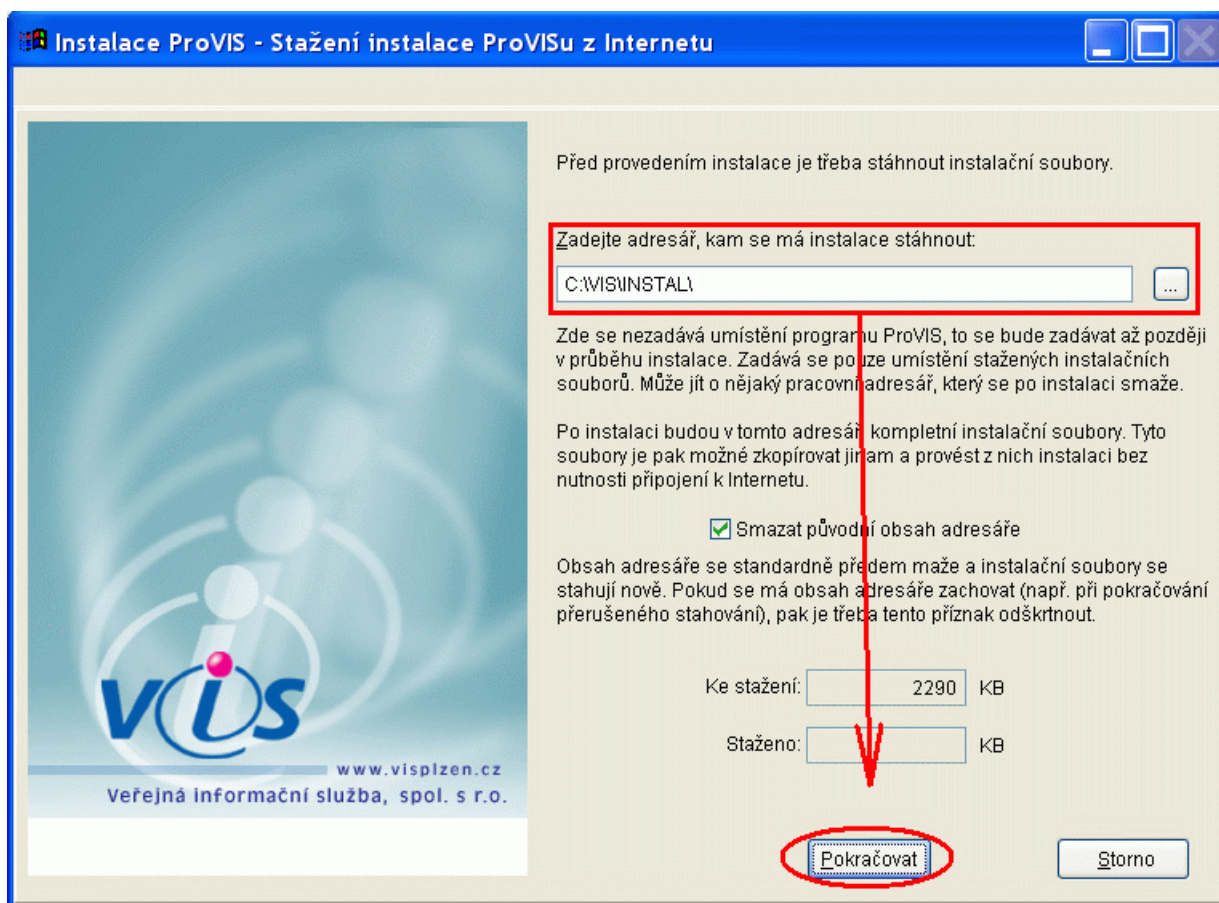 Instalace ProVIS - Stažení instalace ProVISu z Internetu
Před provedením instalace je třeba stáhnout instalační soubory.
Zadejte adresář, kam se má instalace stáhnout:
C:\VIS\INSTAL\
...
Zde se nezadává umístění programu ProVIS, to se bude zadávat až později
v průběhu instalace. Zadává se pouze umístění stažených instalačních
souborů. Může jít o nějaký pracovní adresář, který se po instalaci smaže.
Po instalaci budou v tomto adresáři kompletní instalační soubory. Tyto
soubory je pak možné zkopírovat jinam a provést z nich instalaci bez
nutnosti připojení k Internetu.
Smazat původní obsah adresáře
Obsah adresáře se standardně předem maže a instalační soubory se
stahují nově. Pokud se má obsah adresáře zachovat (např. při pokračování
přerušeného stahování), pak je třeba tento příznak odškrtnout.
Ke stažení: 2290 KB
Staženo: KB
vis
www.visplzen.cz
Veřejná informační služba, spol. s r.o.
Pokračovat
Storno